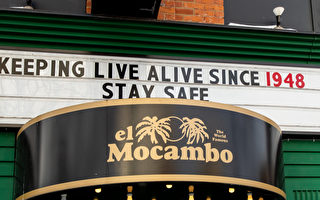 KEEPING LIVE ALIVE SINCE 1948
STAY SAFE
el
Mocambo
The World
Famous